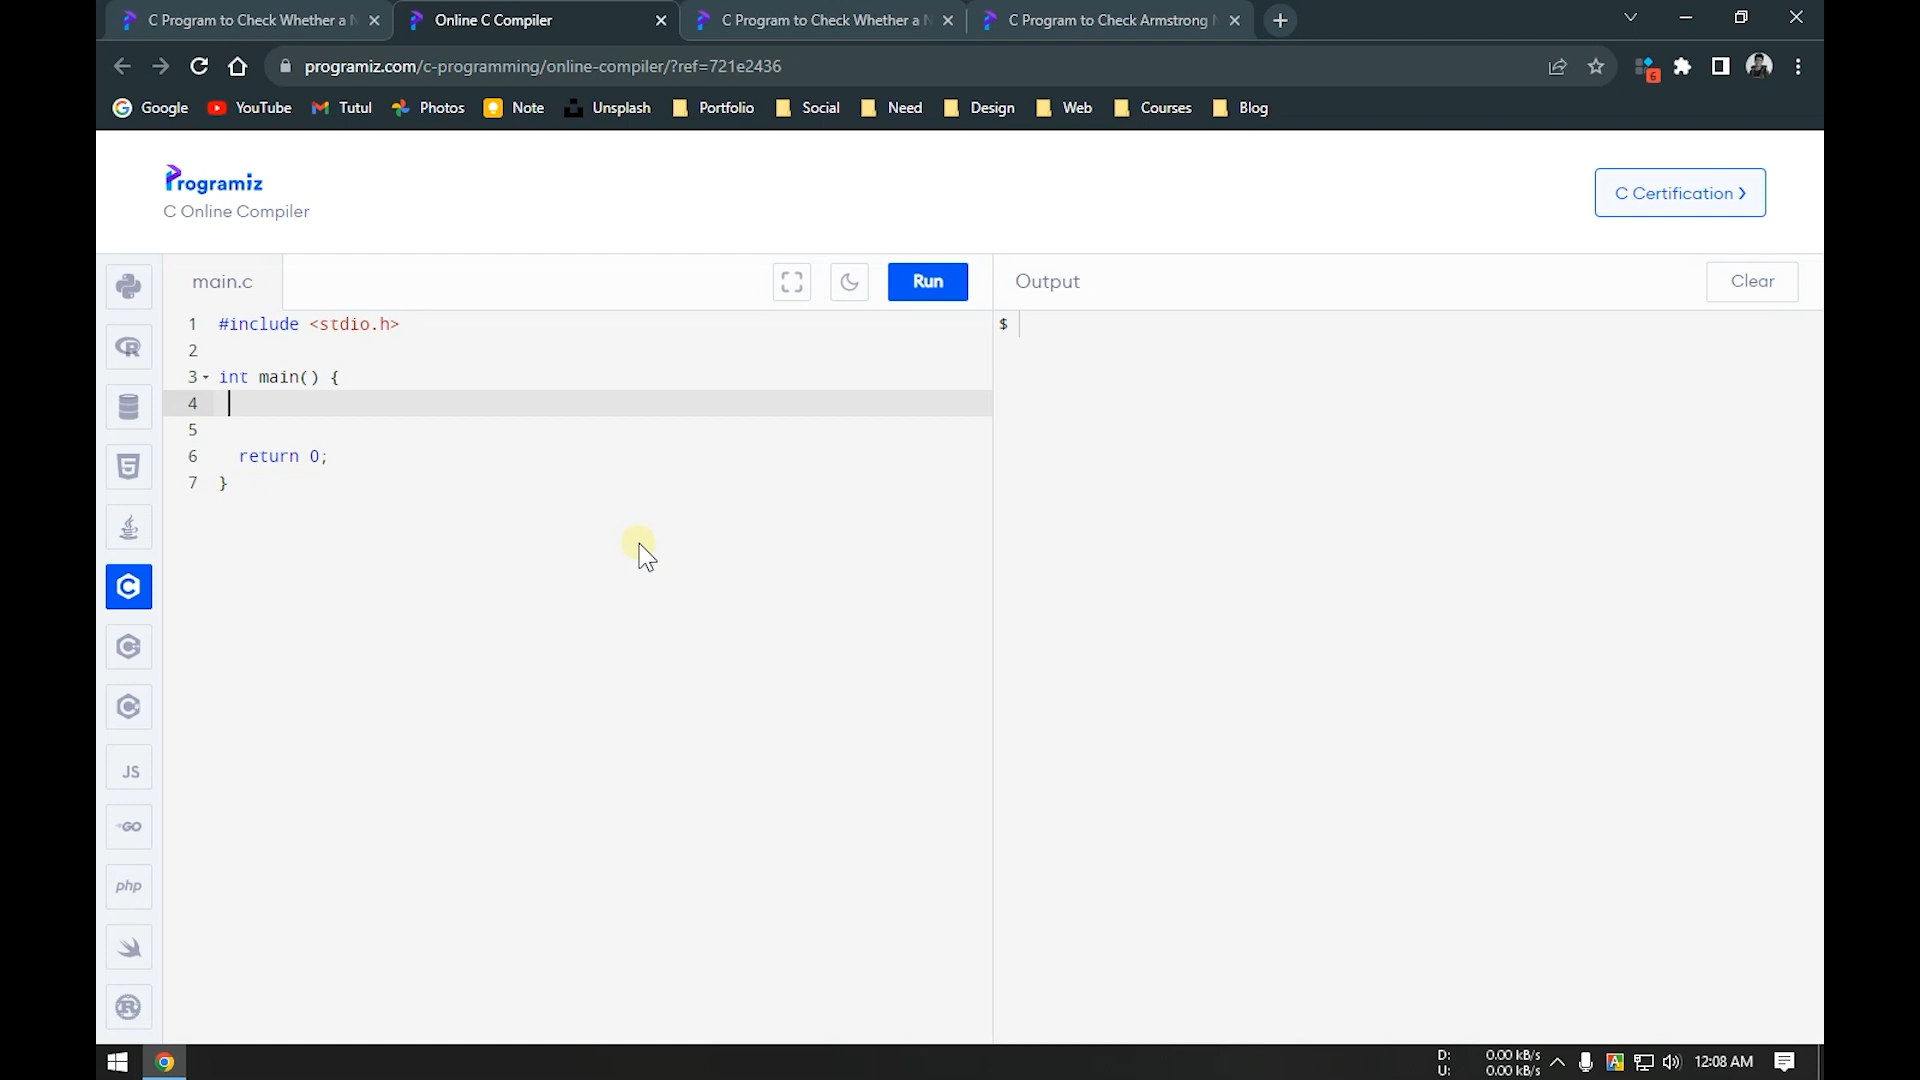 C Program to Check Whether a N
Online C Compiler
C Program to Check Whether a N
C Program to Check Armstrong N
programiz.com/c-programming/online-compiler/?ref=721e2436
6
Google
YouTube
Tutul
Photos
Note
Unsplash
Portfolio
Social
Need
Design
Web
Courses
Blog
Programiz
C Online Compiler
C Certification >
main.c
Run
Output
Clear
1 #include <stdio.h>
2
3 int main() {
4
5
6 return 0;
7 }
$
R
5
C
JS
GO
php
R
D: 0.00 kB/s
U: 0.00 kB/s
A
12:08 AM